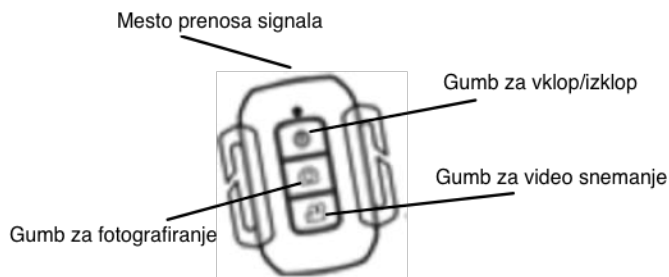 Mesto prenosa signala
Gumb za vklop/izklop
Gumb za video snemanje
Gumb za fotografiranje